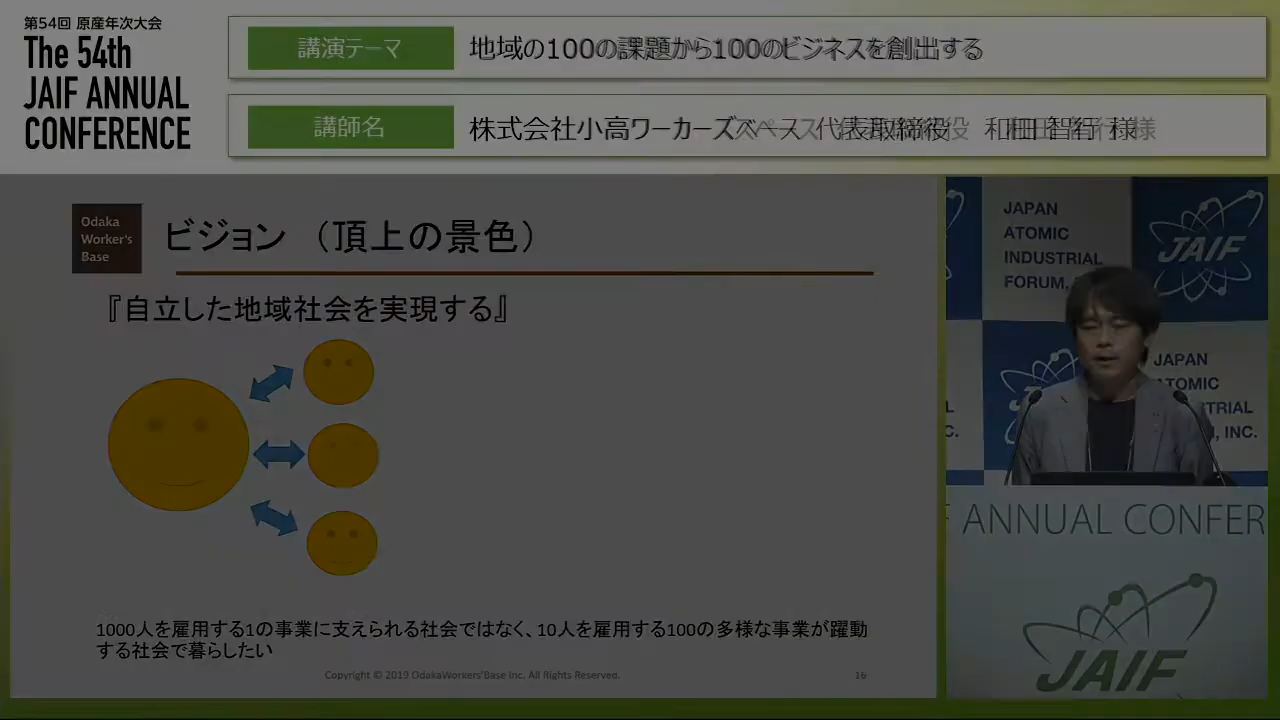 第54回 原産年次大会
The 54th
JAIF ANNUAL
CONFERENCE
講演テーマ
地域の100の課題から100のビジネスを創出する
講師名
株式会社小高ワーカーズベース 代表取締役 和田 智行 様
Odaka
Worker's
Base
ビジョン （頂上の景色）
『自立した地域社会を実現する』
1000人を雇用する1の事業に支えられる社会ではなく、10人を雇用する100の多様な事業が躍動
する社会で暮らしたい
Copyright © 2019 OdakaWorkers'Base Inc. All Rights Reserved.
16
JAPAN
ATOMIC
INDUSTRIAL
FORUM,
JAIF
JAPAN
ATOMIC
TRIAL
, INC.
L
C.
ANNUAL CONFER
JAIF